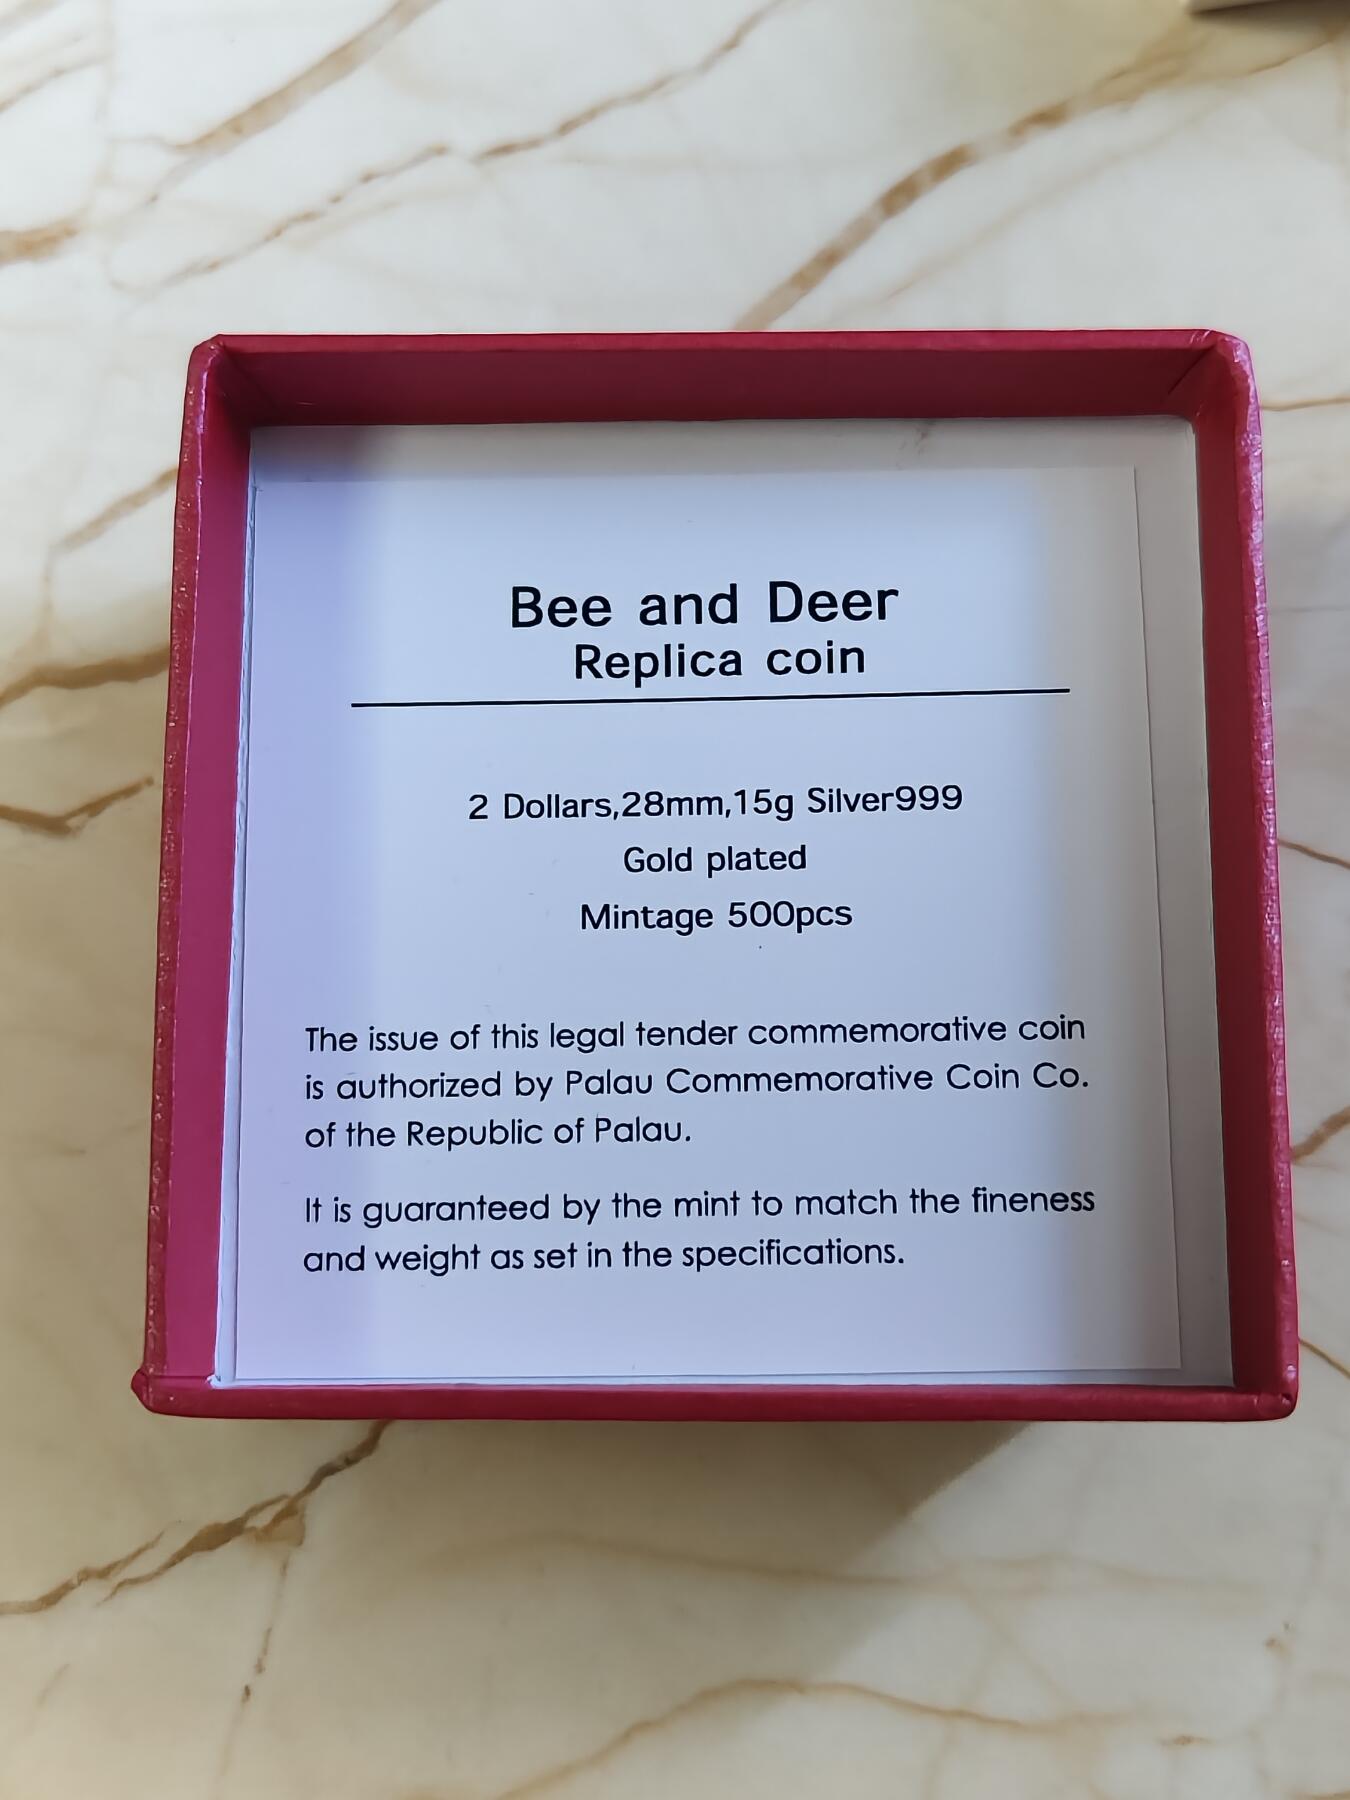 Bee and Deer
Replica coin
2 Dollars,28mm,15g Silver999
Gold plated
Mintage 500pcs
The issue of this legal tender commemorative coin
is authorized by Palau Commemorative Coin Co.
of the Republic of Palau.
It is guaranteed by the mint to match the fineness
and weight as set in the specifications.